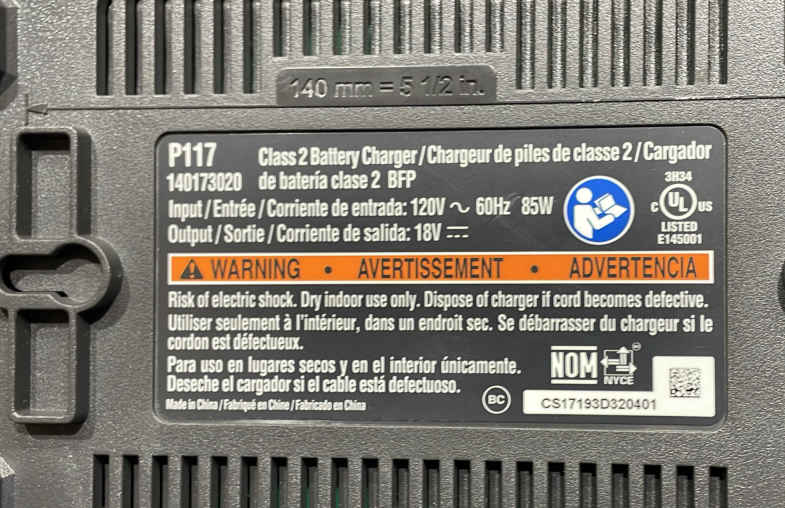 140 mm = 5 1/2 in.
P117 Class 2 Battery Charger / Chargeur de piles de classe 2 / Cargador
140173020 de batería clase 2 BFP
Input / Entrée / Corriente de entrada: 120V ~ 60Hz 85W
Output / Sortie / Corriente de salida: 18V ⎓
3H34
C UL US
LISTED
E145001
WARNING • AVERTISSEMENT • ADVERTENCIA
Risk of electric shock. Dry indoor use only. Dispose of charger if cord becomes defective.
Utiliser seulement à l'intérieur, dans un endroit sec. Se débarrasser du chargeur si le
cordon est défectueux.
Para uso en lugares secos y en el interior únicamente.
Deseche el cargador si el cable está defectuoso.
NOM
NYCE
Made in China / Fabriqué en Chine / Fabricado en China
BC
CS17193D320401